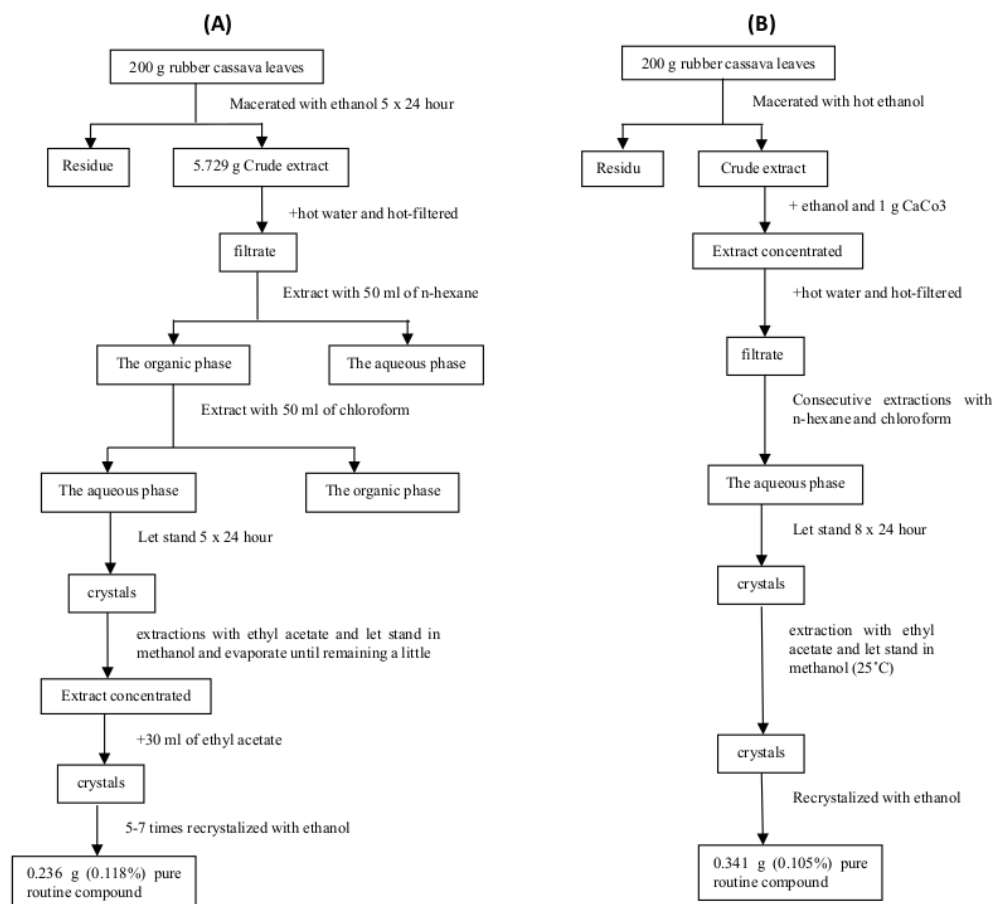 (A)
200 g rubber cassava leaves
Macerated with ethanol 5 x 24 hour
Residue
5.729 g Crude extract
+hot water and hot-filtered
filtrate
Extract with 50 ml of n-hexane
The organic phase
The aqueous phase
Extract with 50 ml of chloroform
The aqueous phase
The organic phase
Let stand 5 x 24 hour
crystals
extractions with ethyl acetate and let stand in
methanol and evaporate until remaining a little
Extract concentrated
+30 ml of ethyl acetate
crystals
5-7 times recrystalized with ethanol
0.236 g (0.118%) pure
routine compound
(B)
200 g rubber cassava leaves
Macerated with hot ethanol
Residu
Crude extract
+ ethanol and 1 g CaCo3
Extract concentrated
+hot water and hot-filtered
filtrate
Consecutive extractions with
n-hexane and chloroform
The aqueous phase
Let stand 8 x 24 hour
crystals
extraction with ethyl
acetate and let stand in
methanol (25˚C)
crystals
Recrystalized with ethanol
0.341 g (0.105%) pure
routine compound